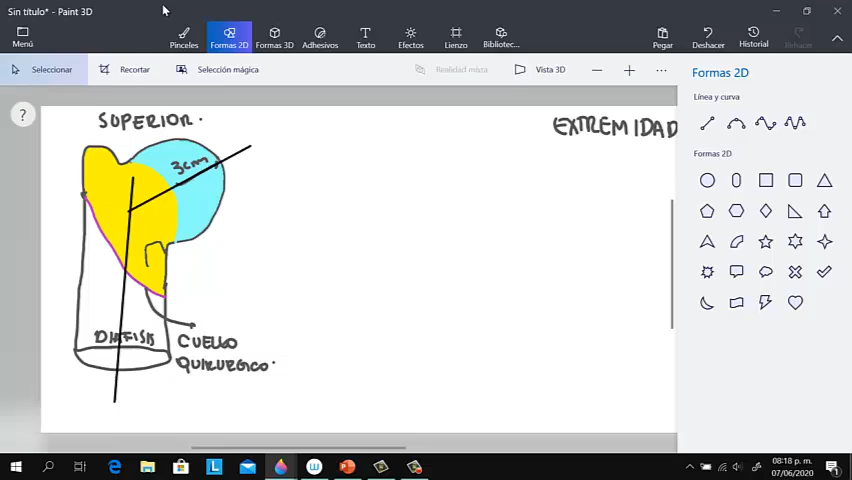 Sin título* - Paint 3D
Menú
Pinceles
Formas 2D
Formas 3D
Adhesivos
Texto
Efectos
Lienzo
Bibliotec...
Pegar
Deshacer
Historial
Rehacer
Seleccionar
Recortar
Selección mágica
Realidad mixta
Vista 3D
Formas 2D
Línea y curva
Formas 2D
?
SUPERIOR.
EXTREMIDAD
3cm
DIAFISIS
CUELLO
QUIRURGICO.
08:18 p. m.
07/06/2020